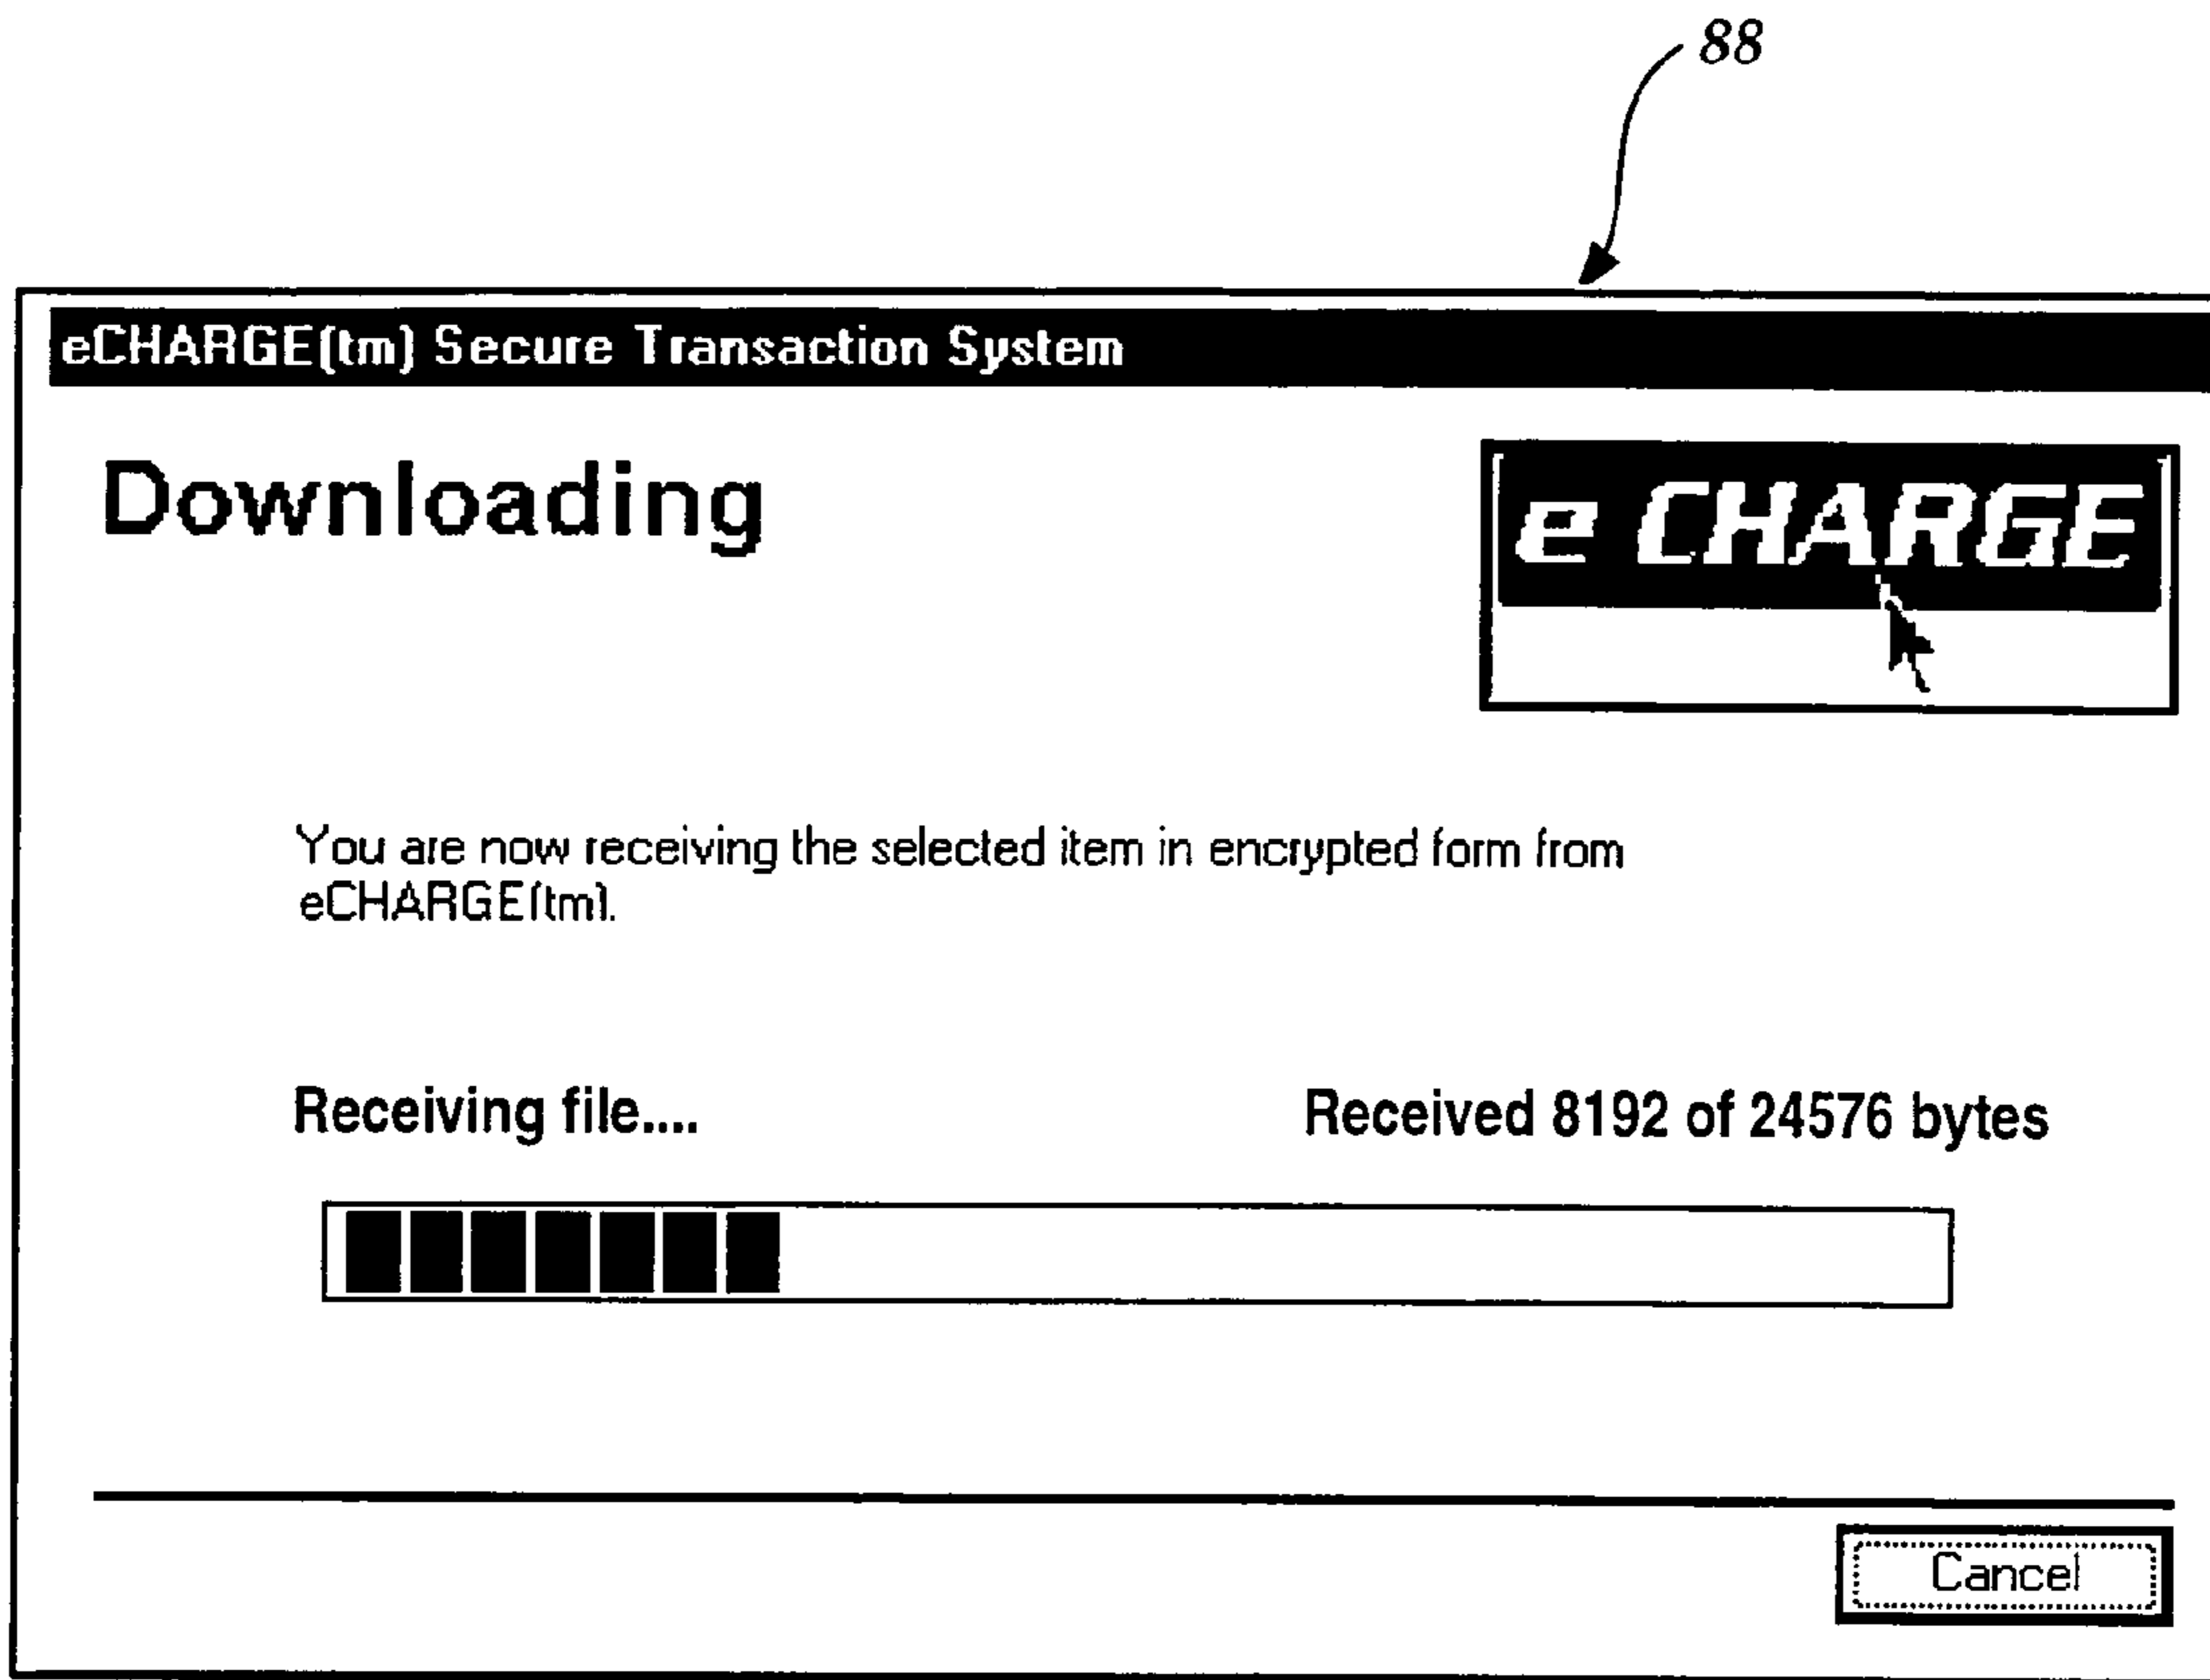 88
eCHARGE(tm) Secure Transaction System
Downloading
e CHARGE
You are now receiving the selected item in encrypted form from
eCHARGE(tm).
Receiving file....
Received 8192 of 24576 bytes
Cancel